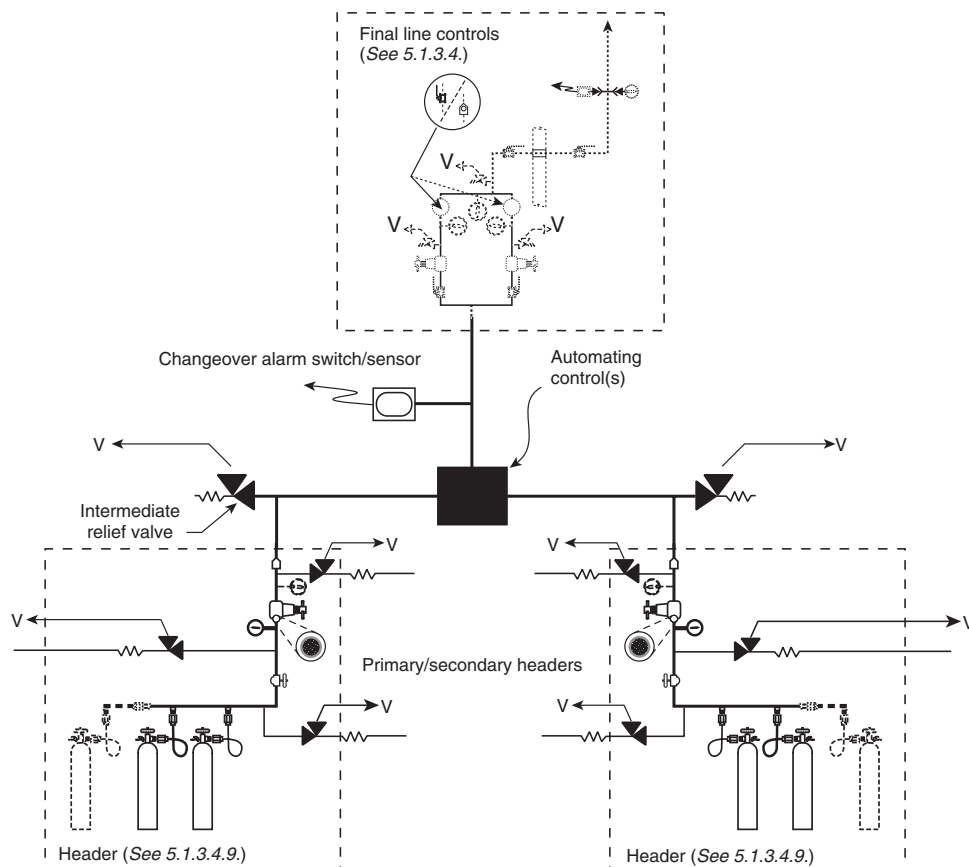 Final line controls
(See 5.1.3.4.)
V
V
V
Changeover alarm switch/sensor
Automating
control(s)
V
V
Intermediate
relief valve
V
V
V
V
Primary/secondary headers
V
V
Header (See 5.1.3.4.9.)
Header (See 5.1.3.4.9.)